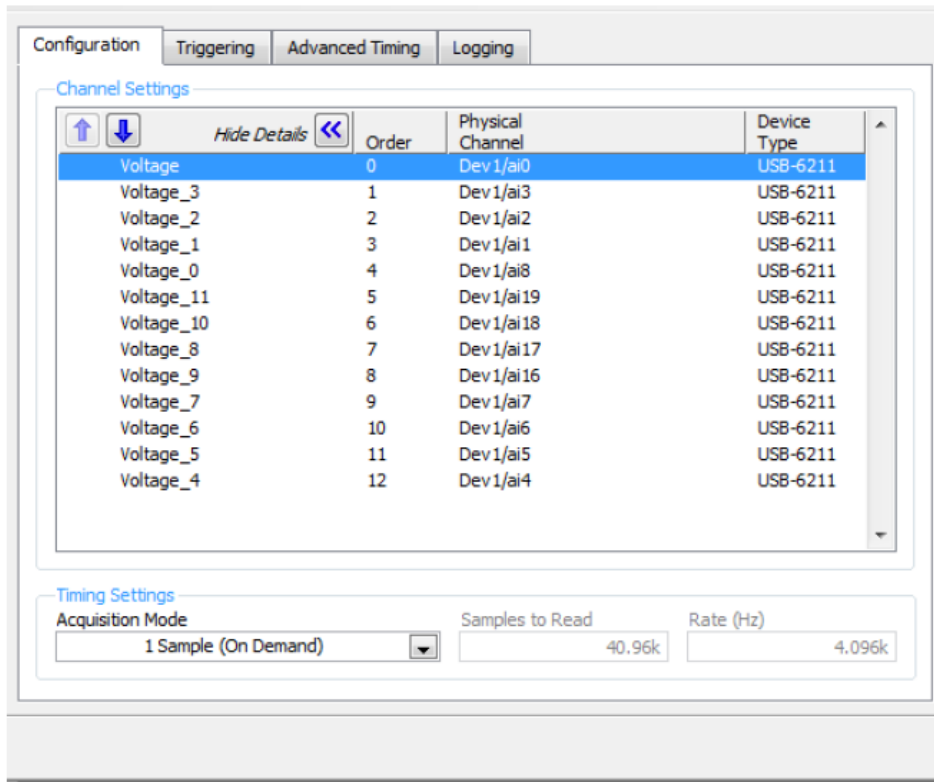 Configuration Triggering Advanced Timing Logging
Channel Settings
Hide Details Order Physical Channel Device Type
Voltage 0 Dev1/ai0 USB-6211
Voltage_3 1 Dev1/ai3 USB-6211
Voltage_2 2 Dev1/ai2 USB-6211
Voltage_1 3 Dev1/ai1 USB-6211
Voltage_0 4 Dev1/ai8 USB-6211
Voltage_11 5 Dev1/ai19 USB-6211
Voltage_10 6 Dev1/ai18 USB-6211
Voltage_8 7 Dev1/ai17 USB-6211
Voltage_9 8 Dev1/ai16 USB-6211
Voltage_7 9 Dev1/ai7 USB-6211
Voltage_6 10 Dev1/ai6 USB-6211
Voltage_5 11 Dev1/ai5 USB-6211
Voltage_4 12 Dev1/ai4 USB-6211
Timing Settings
Acquisition Mode Samples to Read Rate (Hz)
1 Sample (On Demand) 40.96k 4.096k